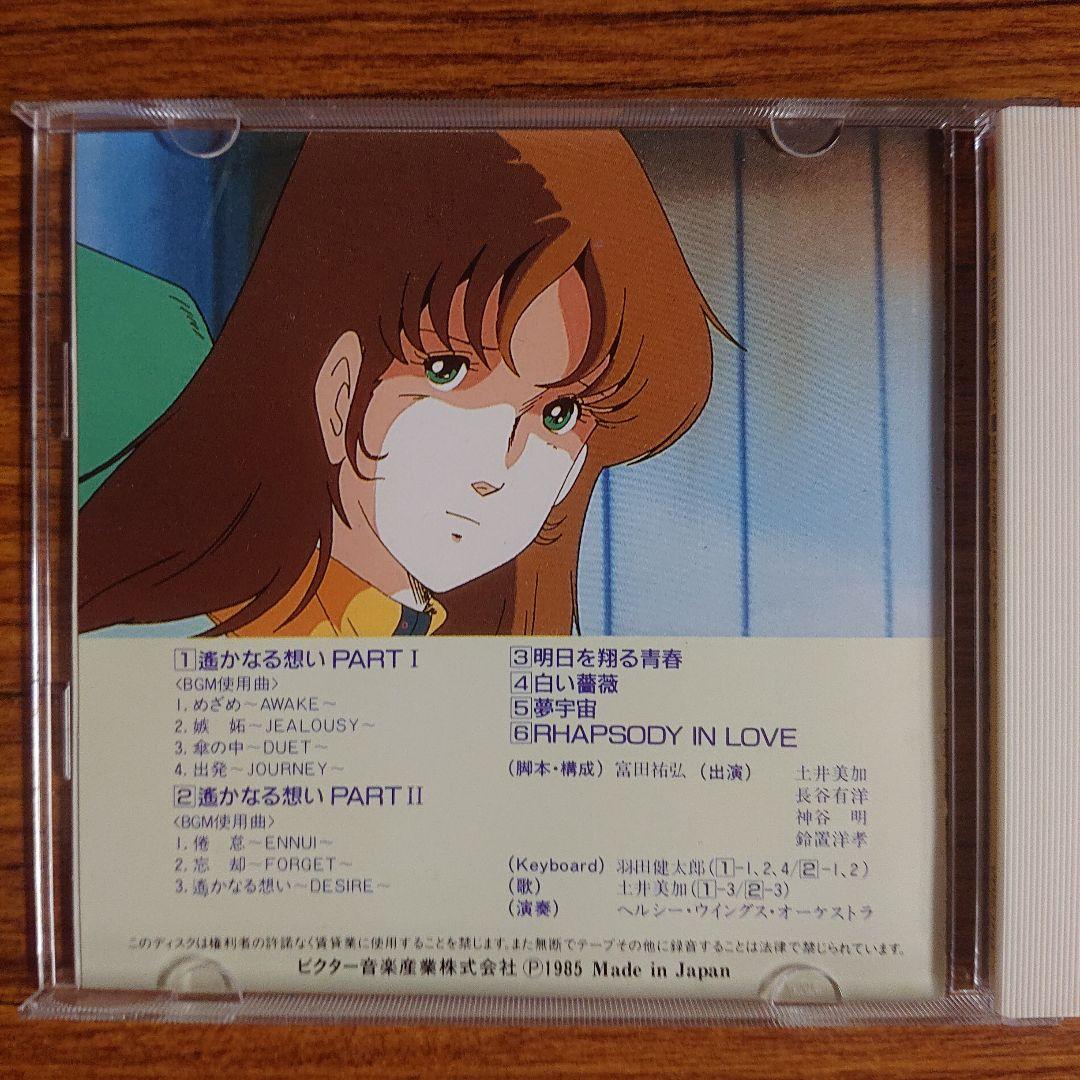 1 遙かなる想い PART I
〈BGM使用曲〉
1. めざめ～AWAKE～
2. 嫉 妬～JEALOUSY～
3. 傘の中～DUET～
4. 出発～JOURNEY～
2 遙かなる想い PART II
〈BGM使用曲〉
1. 倦 怠～ENNUI～
2. 忘 却～FORGET～
3. 遙かなる想い～DESIRE～
3 明日を翔る青春
4 白い薔薇
5 夢宇宙
6 RHAPSODY IN LOVE
(脚本・構成) 富田祐弘 (出演) 土井美加
長谷有洋
神谷 明
鈴置洋孝
(Keyboard) 羽田健太郎(1-1、2、4/2-1、2)
(歌) 土井美加(1-3/2-3)
(演奏) ヘルシー・ウイングス・オーケストラ
このディスクは権利者の許諾なく賃貸業に使用することを禁じます。また無断でテープその他に録音することは法律で禁じられています。
ビクター音楽産業株式会社 Ⓟ1985 Made in Japan